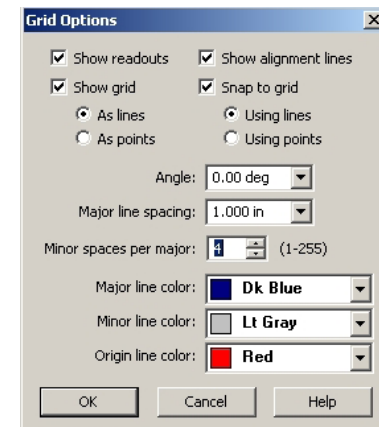 Grid Options
Show readouts Show alignment lines
Show grid Snap to grid
As lines Using lines
As points Using points
Angle: 0.00 deg
Major line spacing: 1.000 in
Minor spaces per major: 4 (1-255)
Major line color: Dk Blue
Minor line color: Lt Gray
Origin line color: Red
OK Cancel Help